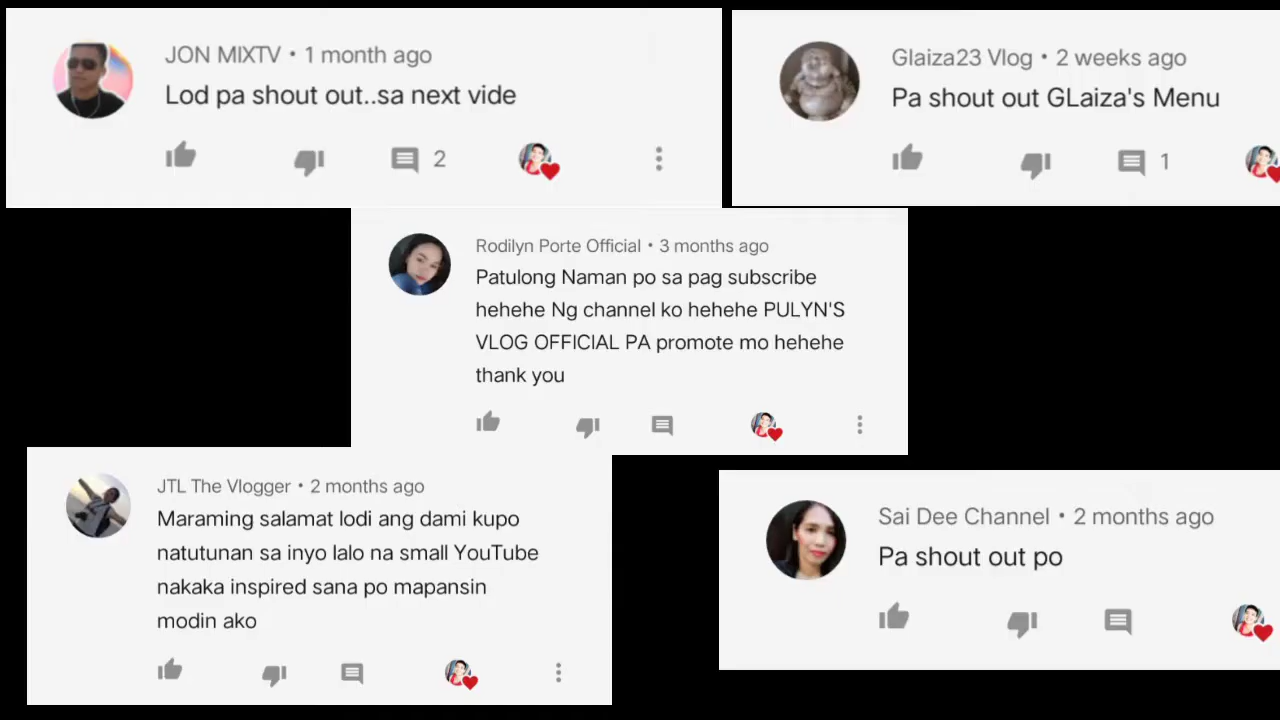 JON MIXTV • 1 month ago
Lod pa shout out..sa next vide
2
Glaiza23 Vlog • 2 weeks ago
Pa shout out GLaiza's Menu
1
Rodilyn Porte Official • 3 months ago
Patulong Naman po sa pag subscribe
hehehe Ng channel ko hehehe PULYN'S
VLOG OFFICIAL PA promote mo hehehe
thank you
JTL The Vlogger • 2 months ago
Maraming salamat lodi ang dami kupo
natutunan sa inyo lalo na small YouTube
nakaka inspired sana po mapansin
modin ako
Sai Dee Channel • 2 months ago
Pa shout out po